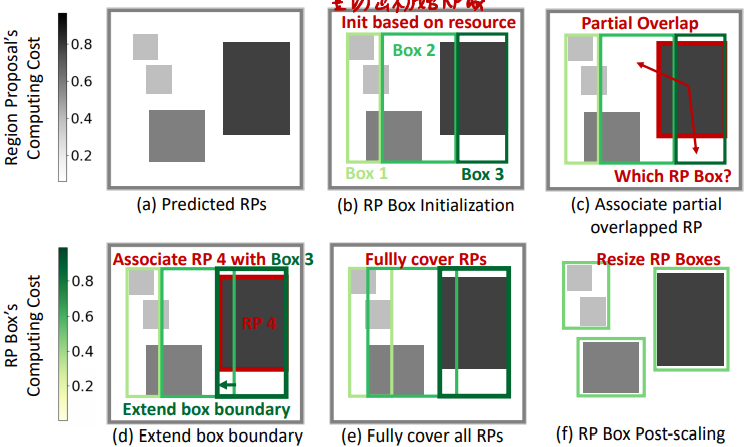 Init based on resource
Partial Overlap
Region Proposal's
Computing Cost
0.8
0.6
0.4
0.2
Box 2
Box 1
Box 3
Which RP Box?
(a) Predicted RPs
(b) RP Box Initialization
(c) Associate partial
overlapped RP
RP Box's
Computing Cost
0.8
0.6
0.4
0.2
Associate RP 4 with Box 3
RP 4
Extend box boundary
Fullly cover RPs
Resize RP Boxes
(d) Extend box boundary
(e) Fully cover all RPs
(f) RP Box Post-scaling